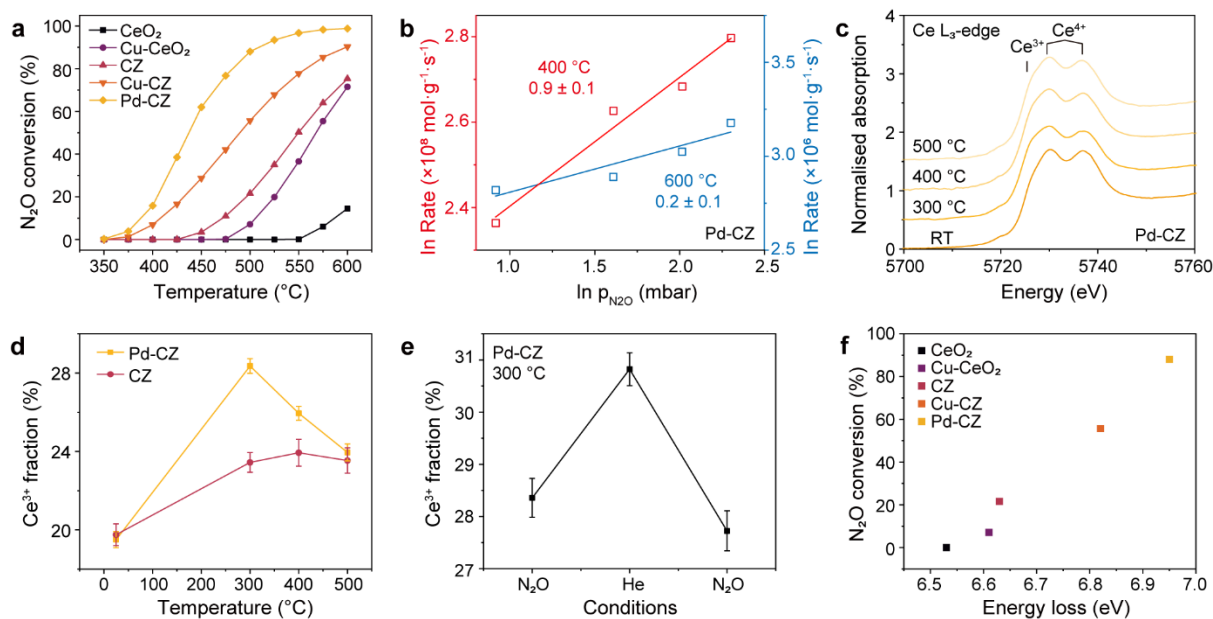 a
N₂O conversion (%)
100
80
60
40
20
0
CeO₂
Cu-CeO₂
CZ
Cu-CZ
Pd-CZ
350 400 450 500 550 600
Temperature (°C)
b
ln Rate (×10⁸ mol·g⁻¹·s⁻¹)
2.8
2.6
2.4
400 °C
0.9 ± 0.1
600 °C
0.2 ± 0.1
Pd-CZ
3.5
3.0
2.5
ln Rate (×10⁶ mol·g⁻¹·s⁻¹)
1.0 1.5 2.0 2.5
ln p_N2O (mbar)
c
Normalised absorption
4
3
2
1
0
Ce L₃-edge
Ce³⁺
Ce⁴⁺
500 °C
400 °C
300 °C
RT
Pd-CZ
5700 5720 5740 5760
Energy (eV)
d
Ce³⁺ fraction (%)
28
24
20
Pd-CZ
CZ
0 100 200 300 400 500
Temperature (°C)
e
Ce³⁺ fraction (%)
31
30
29
28
27
Pd-CZ
300 °C
N₂O He N₂O
Conditions
f
N₂O conversion (%)
100
80
60
40
20
0
CeO₂
Cu-CeO₂
CZ
Cu-CZ
Pd-CZ
6.5 6.6 6.7 6.8 6.9 7.0
Energy loss (eV)